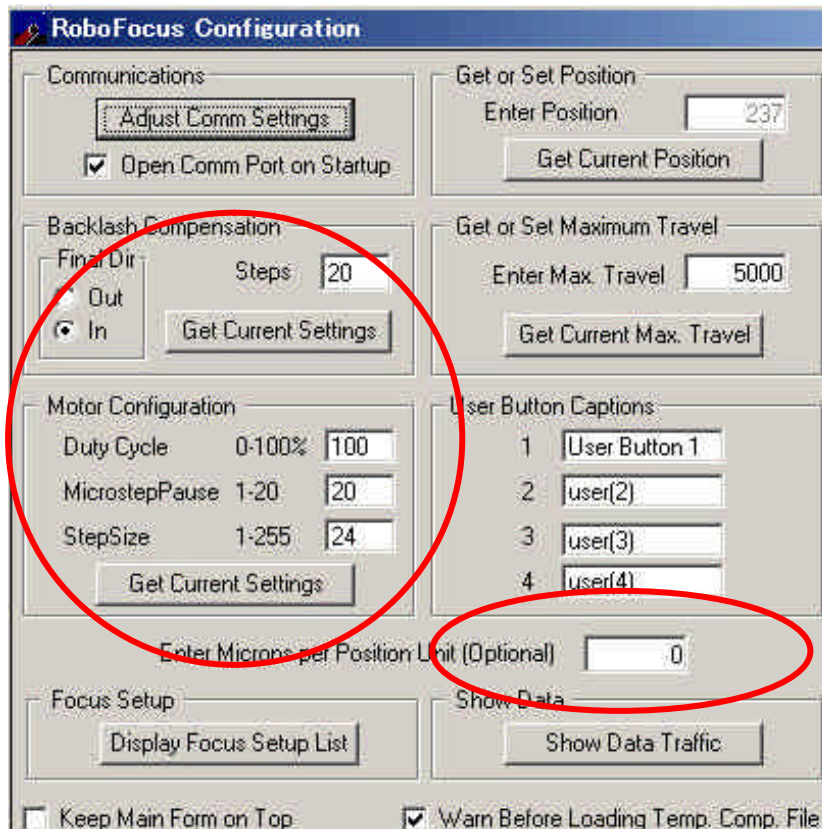 RoboFocus Configuration
Communications
Adjust Comm Settings
Open Comm Port on Startup
Get or Set Position
Enter Position 237
Get Current Position
Backlash Compensation
Final Dir
Out
In
Steps 20
Get Current Settings
Get or Set Maximum Travel
Enter Max. Travel 5000
Get Current Max. Travel
Motor Configuration
Duty Cycle 0-100% 100
MicrostepPause 1-20 20
StepSize 1-255 24
Get Current Settings
User Button Captions
1 User Button 1
2 user(2)
3 user(3)
4 user(4)
Enter Microns per Position Unit (Optional) 0
Focus Setup
Display Focus Setup List
Show Data
Show Data Traffic
Keep Main Form on Top
Warn Before Loading Temp. Comp. File